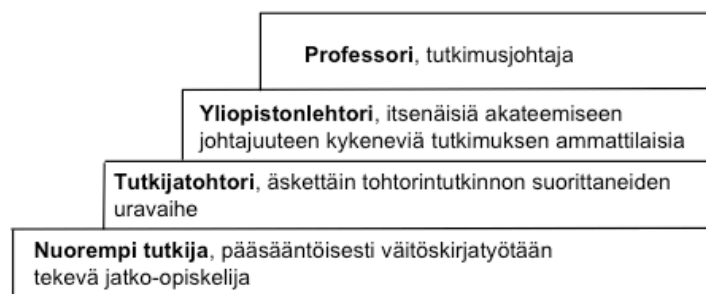 Professori, tutkimusjohtaja
Yliopistonlehtori, itsenäisiä akateemiseen
johtajuuteen kykeneviä tutkimuksen ammattilaisia
Tutkijatohtori, äskettäin tohtorintutkinnon suorittaneiden
uravaihe
Nuorempi tutkija, pääsääntöisesti väitöskirjatyötään
tekevä jatko-opiskelija